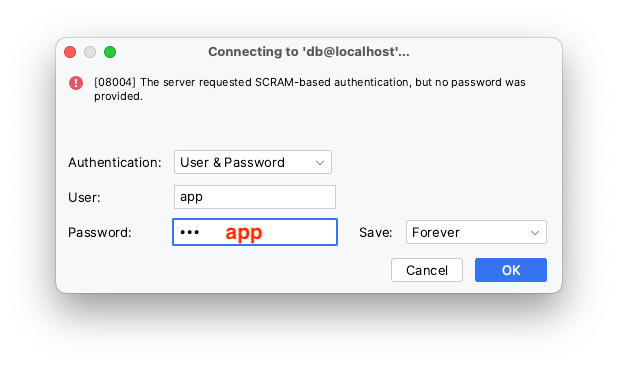 Connecting to 'db@localhost'...
[08004] The server requested SCRAM-based authentication, but no password was
provided.
Authentication: User & Password
User: app
Password: ••• app Save: Forever
Cancel OK